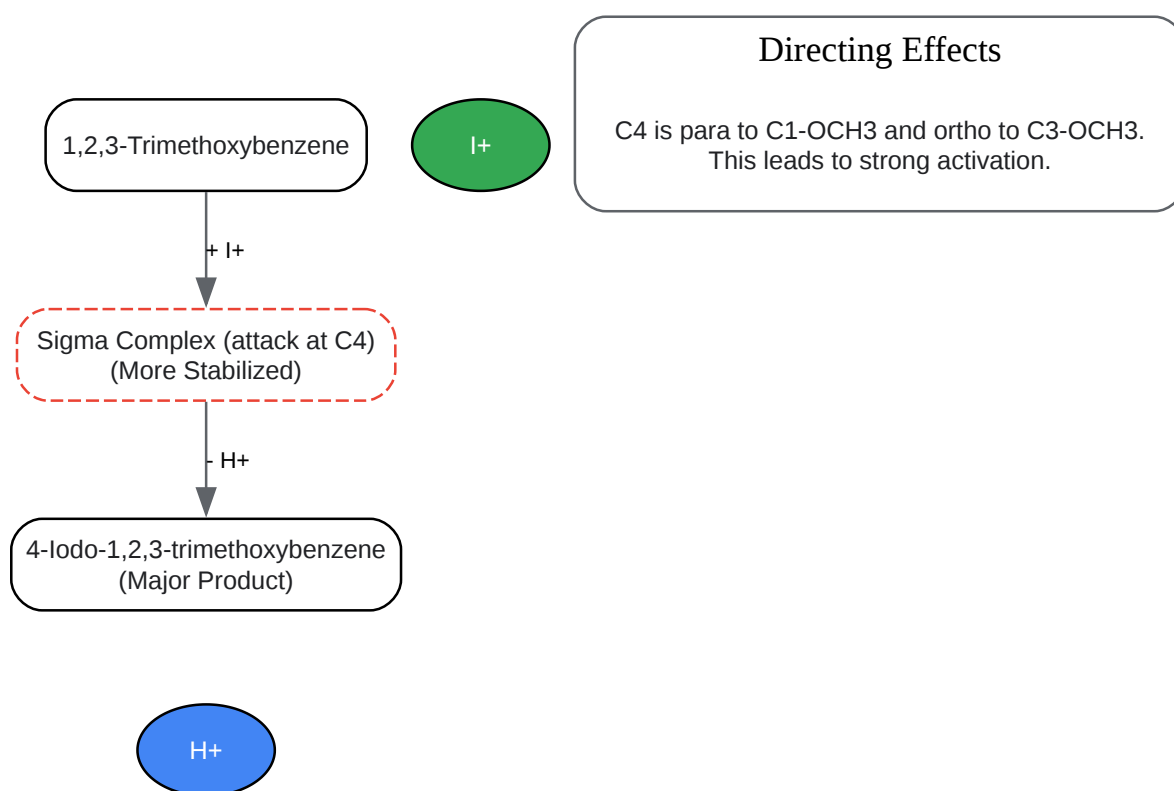 Directing Effects
1,2,3-Trimethoxybenzene
I+
C4 is para to C1-OCH3 and ortho to C3-OCH3.
This leads to strong activation.
+ I+
Sigma Complex (attack at C4)
(More Stabilized)
- H+
4-Iodo-1,2,3-trimethoxybenzene
(Major Product)
H+